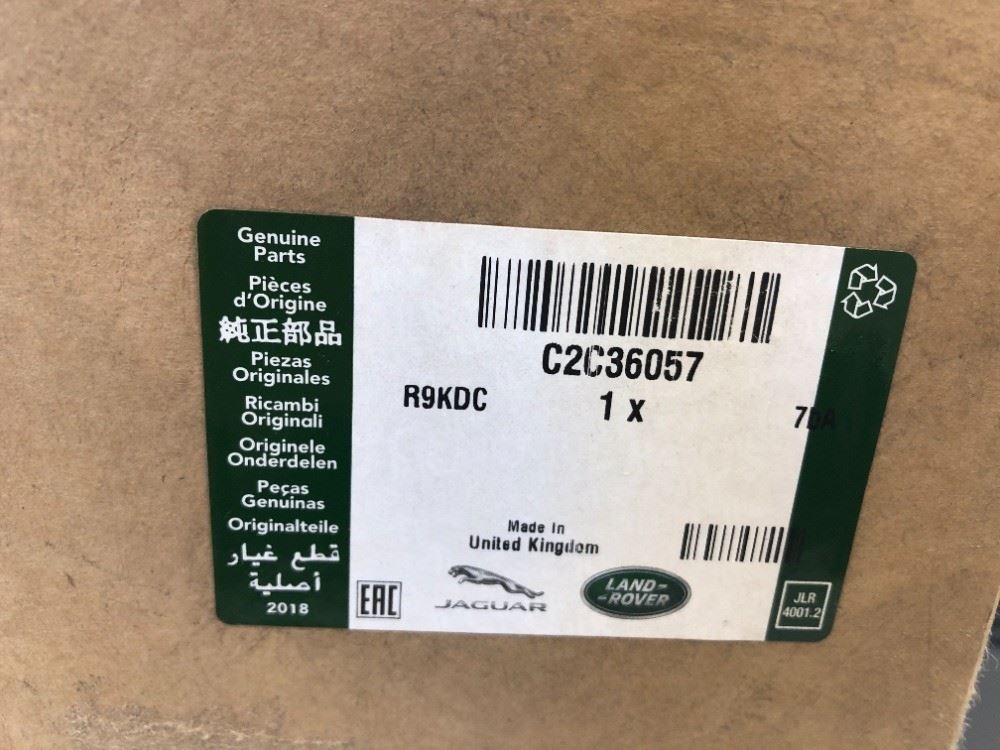 Genuine
Parts
Pièces
d'Origine
純正部品
Piezas
Originales
Ricambi
Originali
Originele
Onderdelen
Peças
Genuinas
Originalteile
قطع غيار
أصلية
2018
C2C36057
R9KDC
1 x
Made In
United Kingdom
EAC
JAGUAR
LAND-
-ROVER
JLR
4001.2